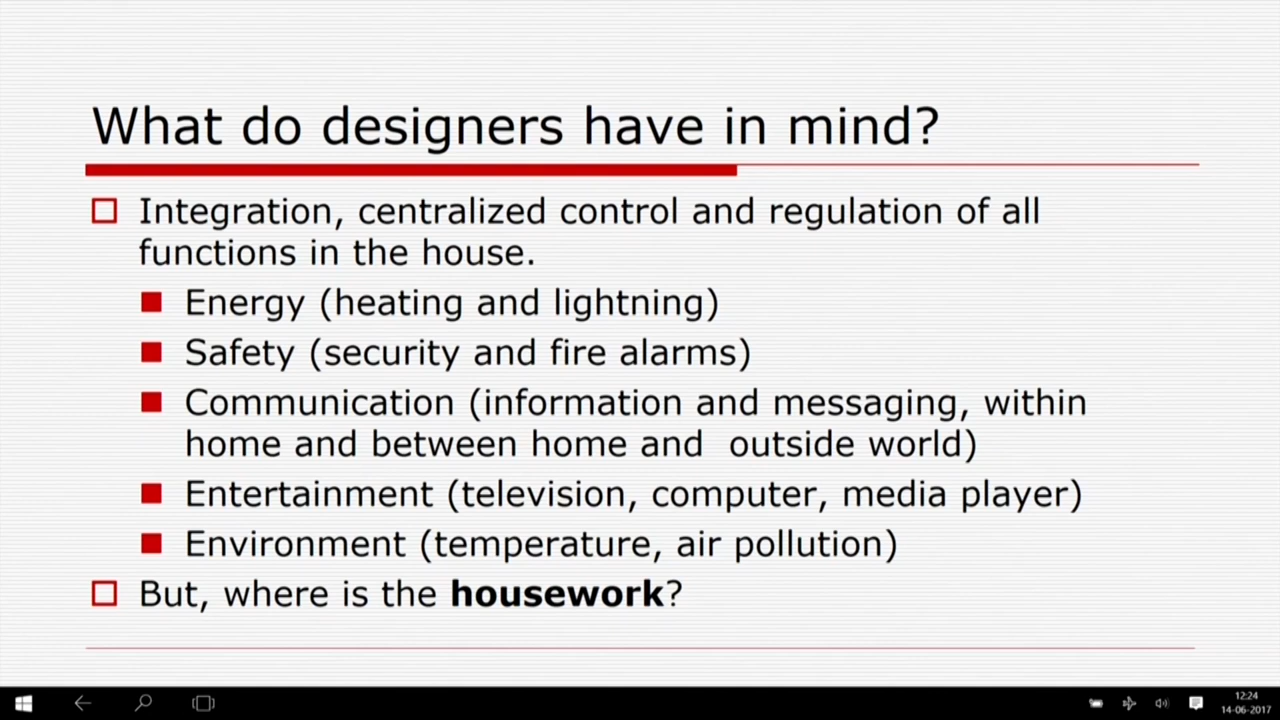 What do designers have in mind?
Integration, centralized control and regulation of all
functions in the house.
Energy (heating and lightning)
Safety (security and fire alarms)
Communication (information and messaging, within
home and between home and outside world)
Entertainment (television, computer, media player)
Environment (temperature, air pollution)
But, where is the housework?
12:24
14-06-2017